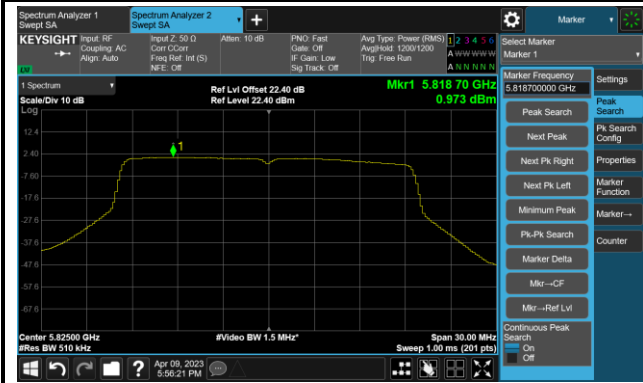 Spectrum Analyzer 1
Swept SA
Spectrum Analyzer 2
Swept SA
+
Marker
KEYSIGHT
Input: RF
Coupling: AC
Align: Auto
Input Z: 50 Ω
Corr CCorr
Freq Ref: Int (S)
NFE: Off
Atten: 10 dB
PNO: Fast
Gate: Off
IF Gain: Low
Sig Track: Off
Avg Type: Power (RMS)
Avg|Hold: 1200/1200
Trig: Free Run
1 2 3 4 5 6
A W W W W W
A N N N N N
Select Marker
Marker 1
1 Spectrum
Scale/Div 10 dB
Log
Ref Lvl Offset 22.40 dB
Ref Level 22.40 dBm
Mkr1 5.818 70 GHz
0.973 dBm
12.4
2.40
-7.60
-17.6
-27.6
-37.6
-47.6
-57.6
-67.6
1
Center 5.82500 GHz
#Res BW 510 kHz
#Video BW 1.5 MHz*
Span 30.00 MHz
Sweep 1.00 ms (201 pts)
Marker Frequency
5.818700000 GHz
Peak Search
Next Peak
Next Pk Right
Next Pk Left
Minimum Peak
Pk-Pk Search
Marker Delta
Mkr→CF
Mkr→Ref Lvl
Continuous Peak
Search
On
Off
Settings
Peak
Search
Pk Search
Config
Properties
Marker
Function
Marker→
Counter
?
Apr 09, 2023
5:56:21 PM